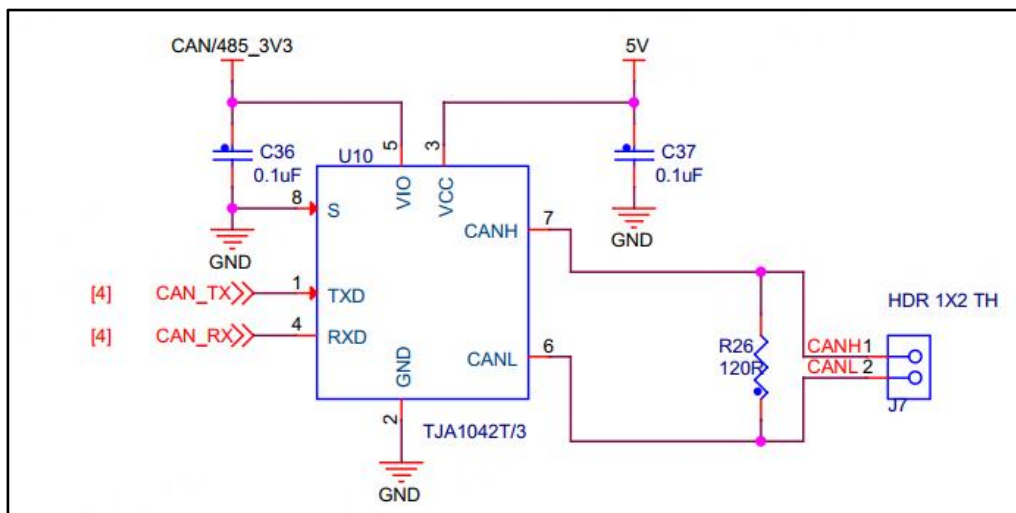 CAN/485_3V3
5V
C36
0.1uF
U10
5
3
C37
0.1uF
VIO
VCC
8
S
GND
GND
CANH
7
[4]
CAN_TX
1
TXD
HDR 1X2 TH
[4]
CAN_RX
4
RXD
R26
120R
CANH
1
CANL
2
J7
GND
CANL
6
2
TJA1042T/3
GND